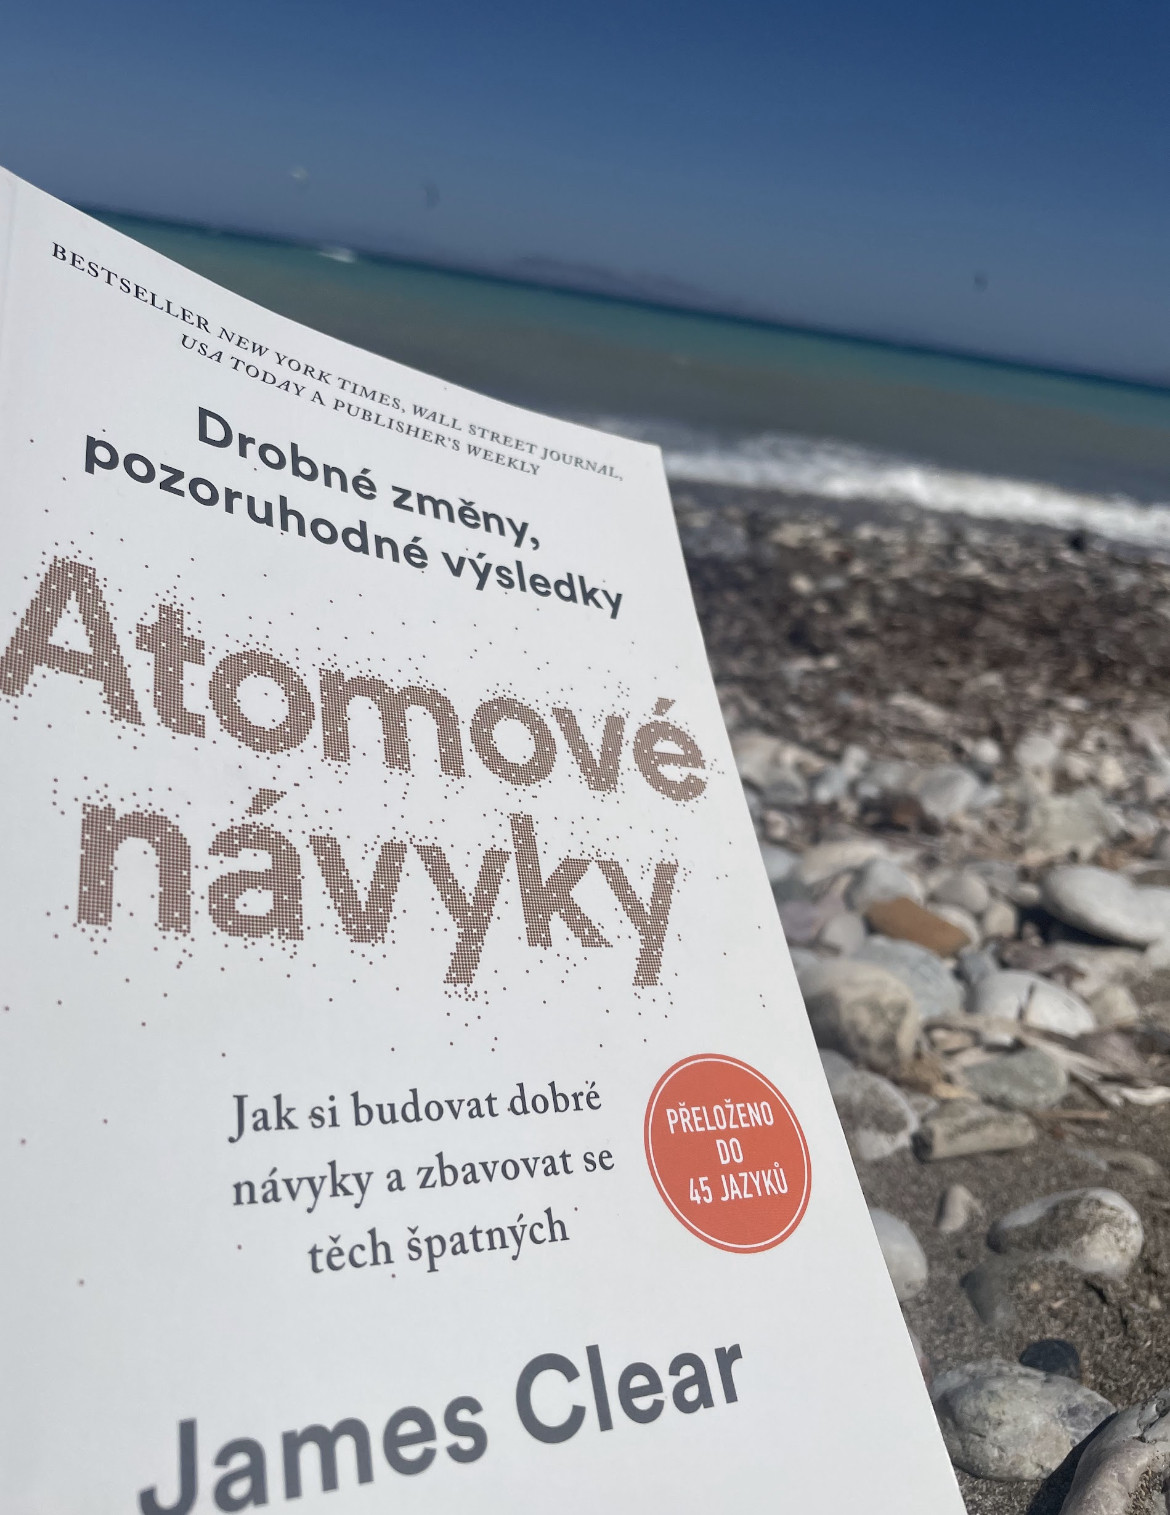 BESTSELLER NEW YORK TIMES, WALL STREET JOURNAL,
USA TODAY A PUBLISHER'S WEEKLY
Drobné změny,
pozoruhodné výsledky
Atomové
návyky
Jak si budovat dobré
návyky a zbavovat se
těch špatných
PŘELOŽENO
DO
45 JAZYKŮ
James Clear